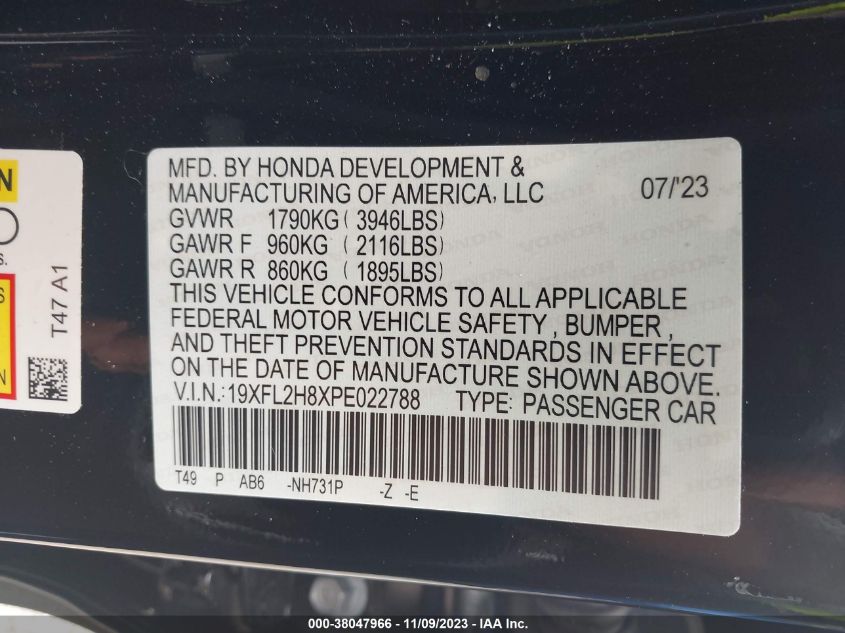 N
S.
S
N
T47 A1
MFD. BY HONDA DEVELOPMENT &
MANUFACTURING OF AMERICA, LLC 07/'23
GVWR 1790KG ( 3946LBS)
GAWR F 960KG ( 2116LBS)
GAWR R 860KG ( 1895LBS)
THIS VEHICLE CONFORMS TO ALL APPLICABLE
FEDERAL MOTOR VEHICLE SAFETY , BUMPER ,
AND THEFT PREVENTION STANDARDS IN EFFECT
ON THE DATE OF MANUFACTURE SHOWN ABOVE.
V.I.N.:19XFL2H8XPE022788 TYPE: PASSENGER CAR
T49 P AB6 -NH731P -Z -E
000-38047966 - 11/09/2023 - IAA Inc.